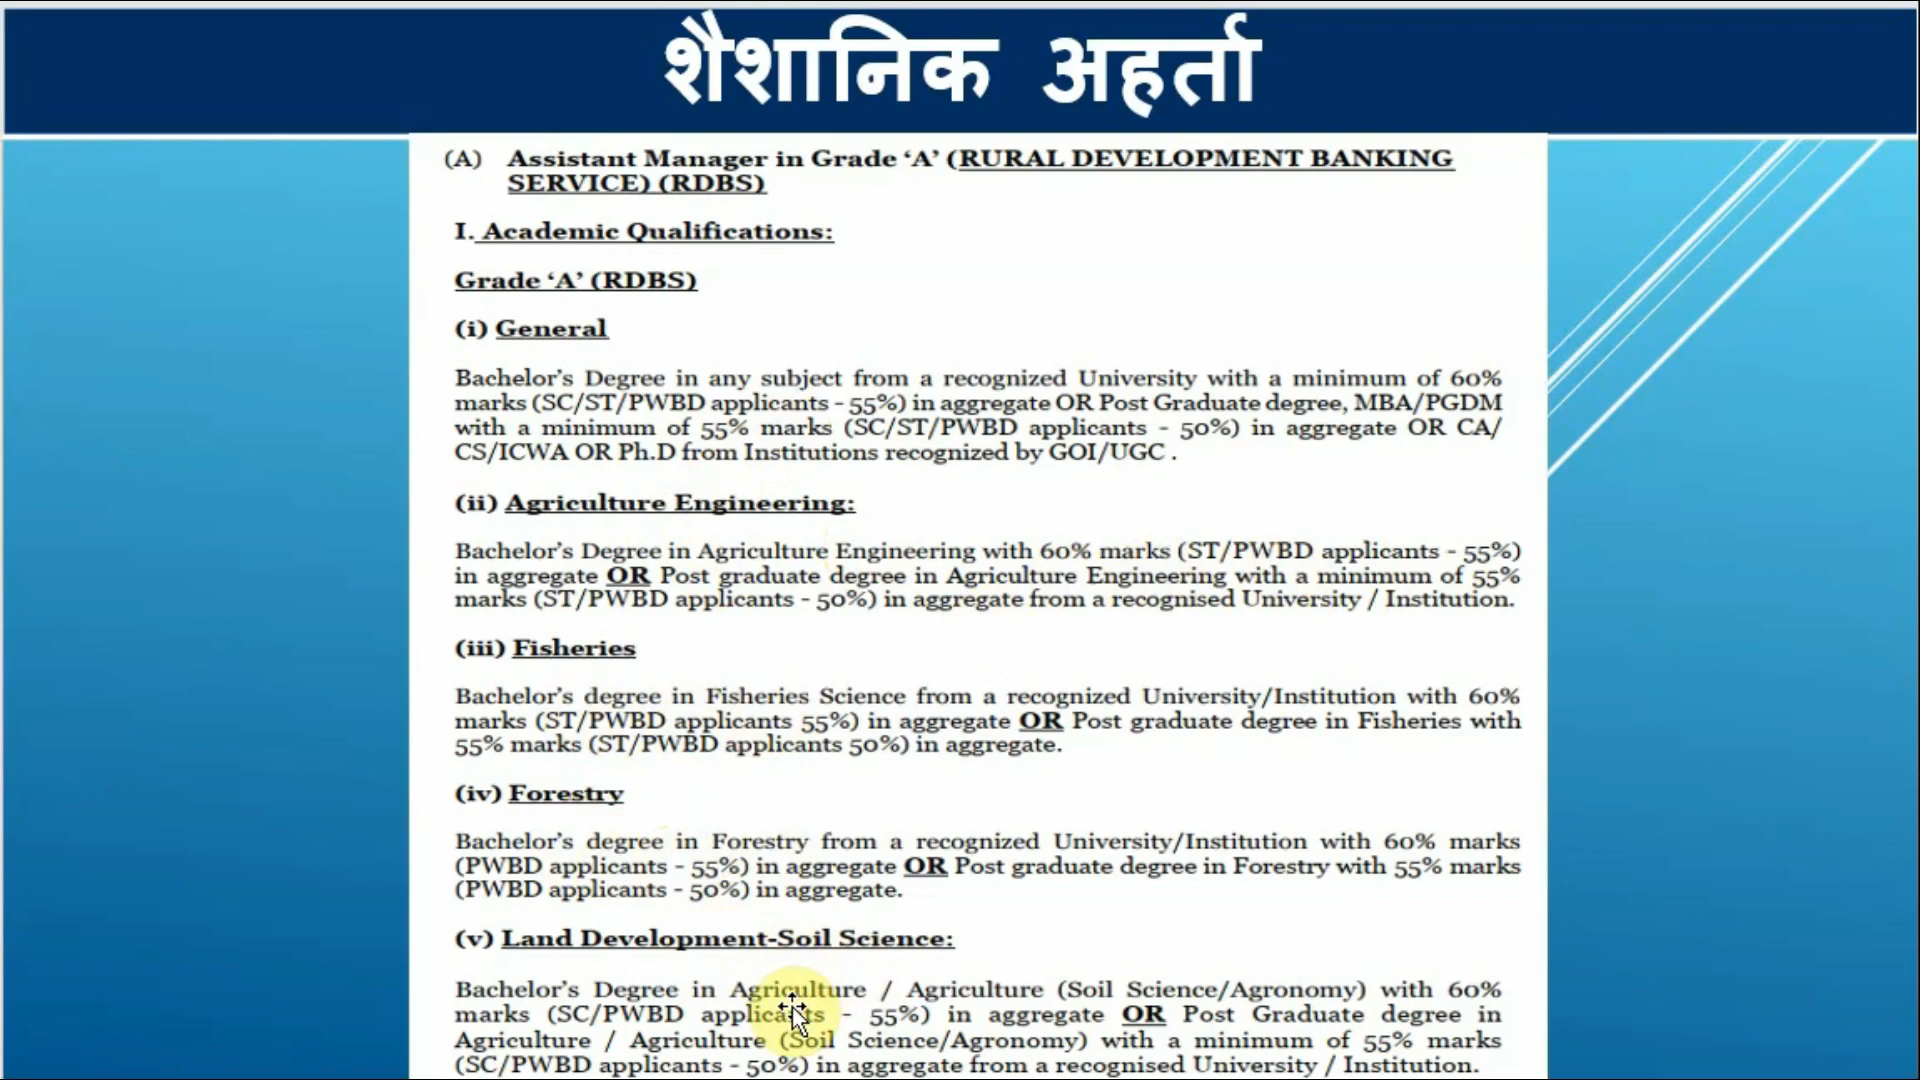 शैशानिक अहर्ता
(A) Assistant Manager in Grade ‘A’ (RURAL DEVELOPMENT BANKING
SERVICE) (RDBS)
I. Academic Qualifications:
Grade ‘A’ (RDBS)
(i) General
Bachelor’s Degree in any subject from a recognized University with a minimum of 60%
marks (SC/ST/PWBD applicants - 55%) in aggregate OR Post Graduate degree, MBA/PGDM
with a minimum of 55% marks (SC/ST/PWBD applicants - 50%) in aggregate OR CA/
CS/ICWA OR Ph.D from Institutions recognized by GOI/UGC .
(ii) Agriculture Engineering:
Bachelor’s Degree in Agriculture Engineering with 60% marks (ST/PWBD applicants - 55%)
in aggregate OR Post graduate degree in Agriculture Engineering with a minimum of 55%
marks (ST/PWBD applicants - 50%) in aggregate from a recognised University / Institution.
(iii) Fisheries
Bachelor’s degree in Fisheries Science from a recognized University/Institution with 60%
marks (ST/PWBD applicants 55%) in aggregate OR Post graduate degree in Fisheries with
55% marks (ST/PWBD applicants 50%) in aggregate.
(iv) Forestry
Bachelor’s degree in Forestry from a recognized University/Institution with 60% marks
(PWBD applicants - 55%) in aggregate OR Post graduate degree in Forestry with 55% marks
(PWBD applicants - 50%) in aggregate.
(v) Land Development-Soil Science:
Bachelor’s Degree in Agriculture / Agriculture (Soil Science/Agronomy) with 60%
marks (SC/PWBD applicants - 55%) in aggregate OR Post Graduate degree in
Agriculture / Agriculture (Soil Science/Agronomy) with a minimum of 55% marks
(SC/PWBD applicants - 50%) in aggregate from a recognised University / Institution.